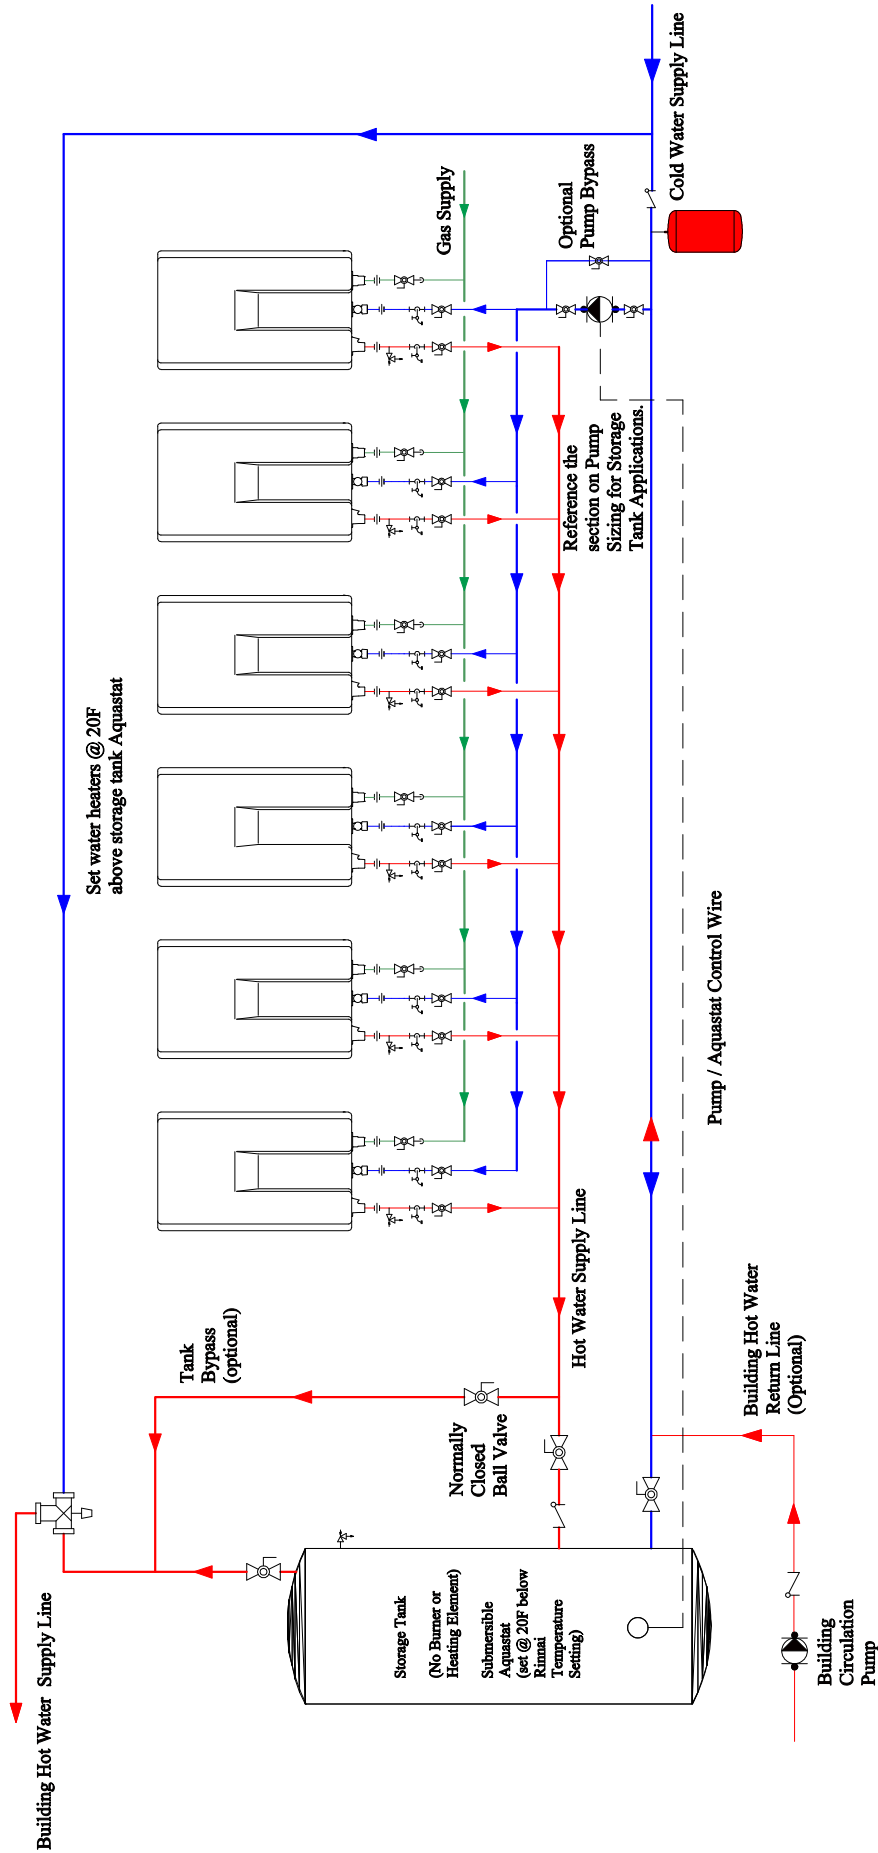 Cold Water Supply Line
Gas Supply
Optional
Pump Bypass
Reference the
section on Pump
Sizing for Storage
Tank Applications.
Set water heaters @ 20F
above storage tank Aquastat
Pump / Aquastat Control Wire
Hot Water Supply Line
Tank
Bypass
(optional)
Normally
Closed
Ball Valve
Building Hot Water
Return Line
(Optional)
Building Hot Water Supply Line
Storage Tank
(No Burner or
Heating Element)
Submersible
Aquastat
(set @ 20F below
Rinnai
Temperature
Setting)
Building
Circulation
Pump